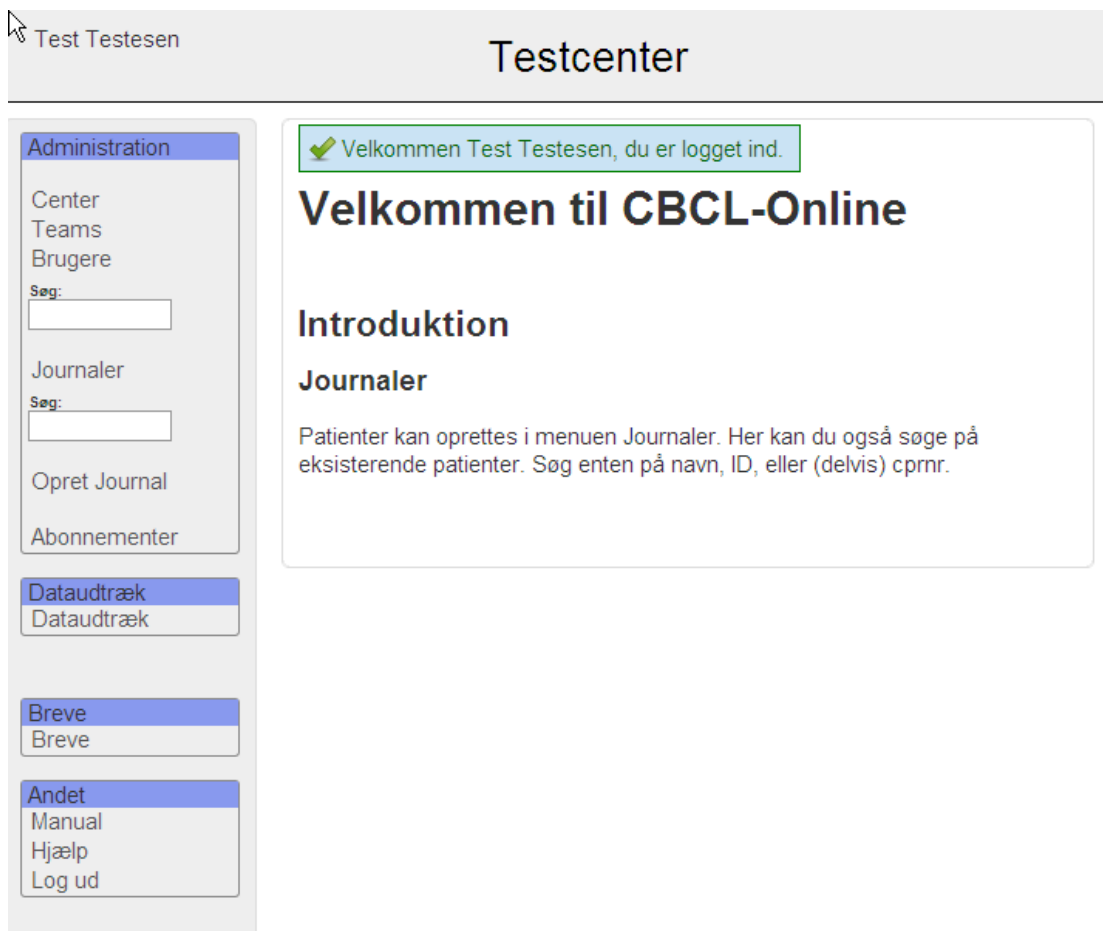 Test Testesen
Testcenter
Administration
Center
Teams
Brugere
Søg:
Journaler
Søg:
Opret Journal
Abonnementer
Dataudtræk
Dataudtræk
Breve
Breve
Andet
Manual
Hjælp
Log ud
Velkommen Test Testesen, du er logget ind.
Velkommen til CBCL-Online
Introduktion
Journaler
Patienter kan oprettes i menuen Journaler. Her kan du også søge på
eksisterende patienter. Søg enten på navn, ID, eller (delvis) cprnr.